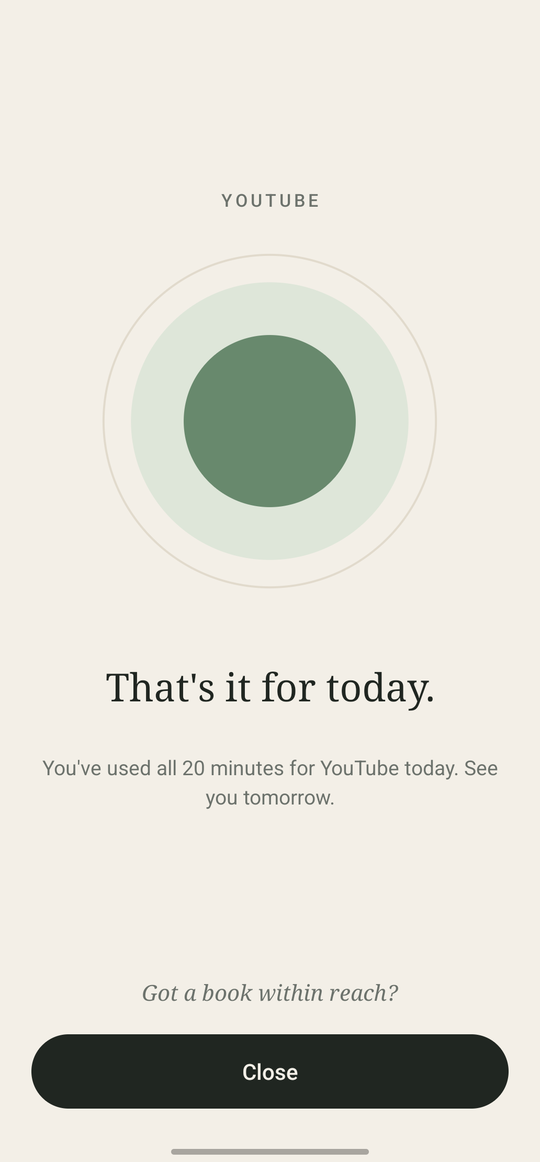 YOUTUBE
That's it for today.
You've used all 20 minutes for YouTube today. See
you tomorrow.
Got a book within reach?
Close